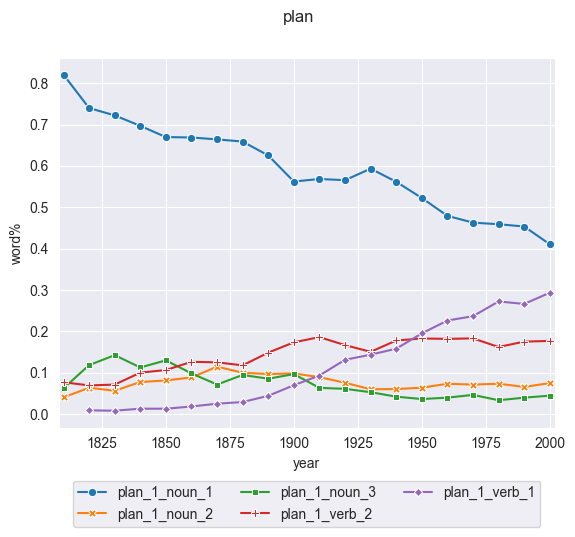 plan
0.8
0.7
0.6
0.5
0.4
0.3
0.2
0.1
0.0
word%
1825 1850 1875 1900 1925 1950 1975 2000
year
plan_1_noun_1 plan_1_noun_3 plan_1_verb_1
plan_1_noun_2 plan_1_verb_2